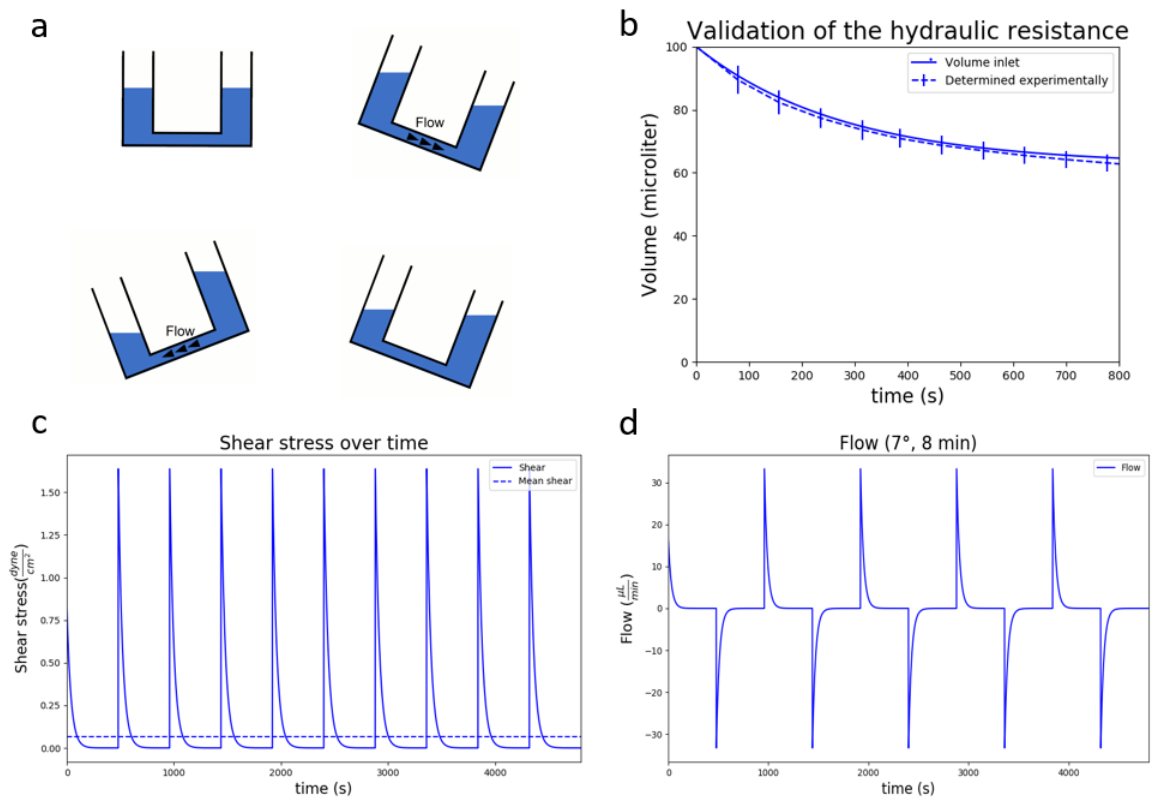 a
Flow
Flow
b
Validation of the hydraulic resistance
Volume inlet
Determined experimentally
Volume (microliter)
100
80
60
40
20
0
0 100 200 300 400 500 600 700 800
time (s)
c
Shear stress over time
Shear
Mean shear
Shear stress(dyne/cm²)
1.50
1.25
1.00
0.75
0.50
0.25
0.00
0 1000 2000 3000 4000
time (s)
d
Flow (7°, 8 min)
Flow
Flow (μL/min)
30
20
10
0
−10
−20
−30
0 1000 2000 3000 4000
time (s)